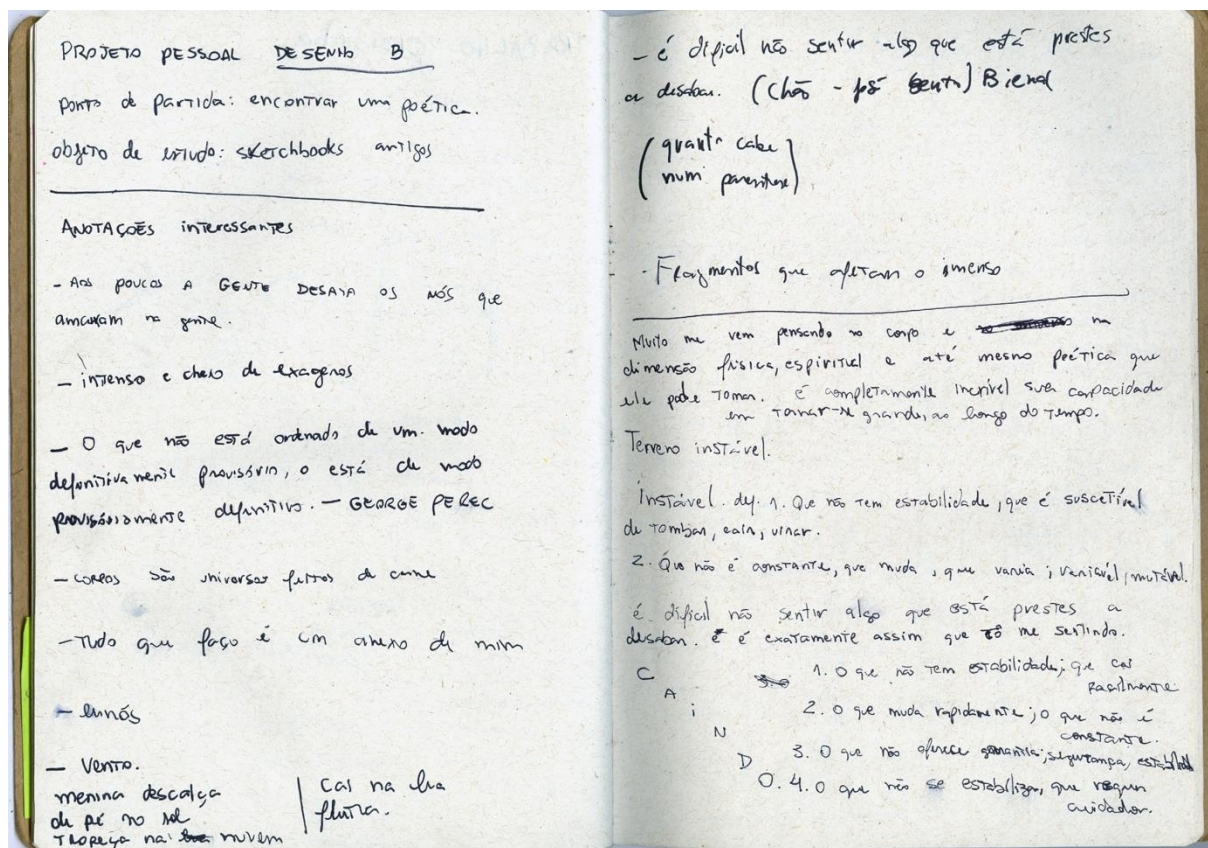 PROJETO PESSOAL DESENHO B
ponto de partida: encontrar uma poética.
objeto de estudo: sketchbooks antigos
ANOTAÇÕES interessantes
- Aos poucos A GENTE DESATA os NÓS que
amarram na gente.
- intenso e cheio de exageros
- O que não está ordenado de um modo
definitivamente provisório, o está de modo
provisóriamente definitivo. - GEORGE PEREC
- CORPOS são universos feitos de carne
- Tudo que faço é um anexo de mim
- Vento.
menina descalça
de pé no sol
TROPEÇA na nuvem
Cai na lua
flutua.
- é difícil não sentir algo que está prestes
a desabar. (Chão - Bienal
(quanto cabe
num parentese)
- Fragmentos que afetam o imenso
Muito me vem pensando no corpo e na
dimensão física, espiritual e até mesmo poética que
ele pode tomar. é completamente incrível sua capacidade
em tornar-se grande, ao longo do tempo.
Terreno instável.
Instável. def. 1. Que não tem estabilidade, que é suscetível
de tombar, cair, virar.
2. Que não é constante, que muda, que varia; variável, mutável.
é difícil não sentir algo que está prestes a
desabar. e é exatamente assim que tô me sentindo.
C A i N D O.
1. O que não tem estabilidade; que cai
facilmente
2. O que muda rapidamente; o que não é
constante.
3. O que não oferece garantia; segurança, estabilidade
4. O que não se estabiliza, que requer
cuidador.